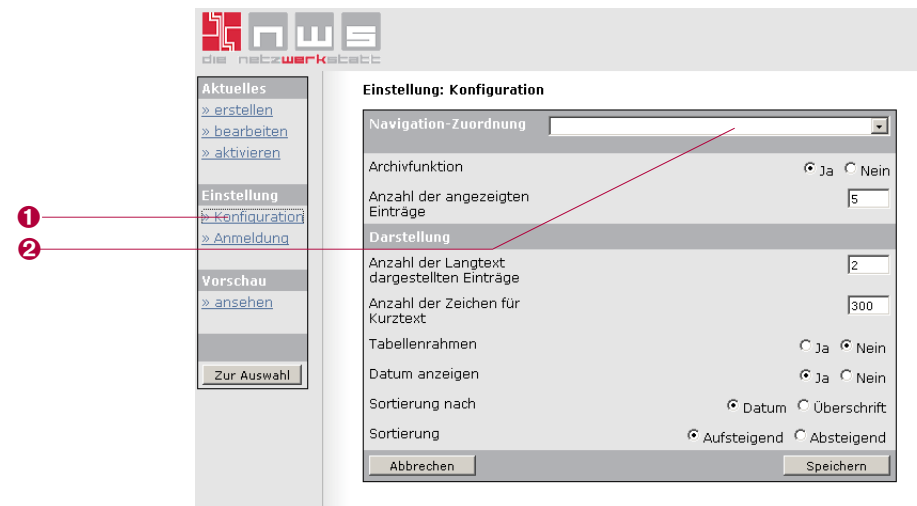 nws
die netzwerkstatt
Aktuelles
» erstellen
» bearbeiten
» aktivieren
Einstellung
» Konfiguration
» Anmeldung
Vorschau
» ansehen
Zur Auswahl
1
2
Einstellung: Konfiguration
Navigation-Zuordnung
Archivfunktion Ja Nein
Anzahl der angezeigten 5
Einträge
Darstellung
Anzahl der Langtext 2
dargestellten Einträge
Anzahl der Zeichen für 300
Kurztext
Tabellenrahmen Ja Nein
Datum anzeigen Ja Nein
Sortierung nach Datum Überschrift
Sortierung Aufsteigend Absteigend
Abbrechen Speichern